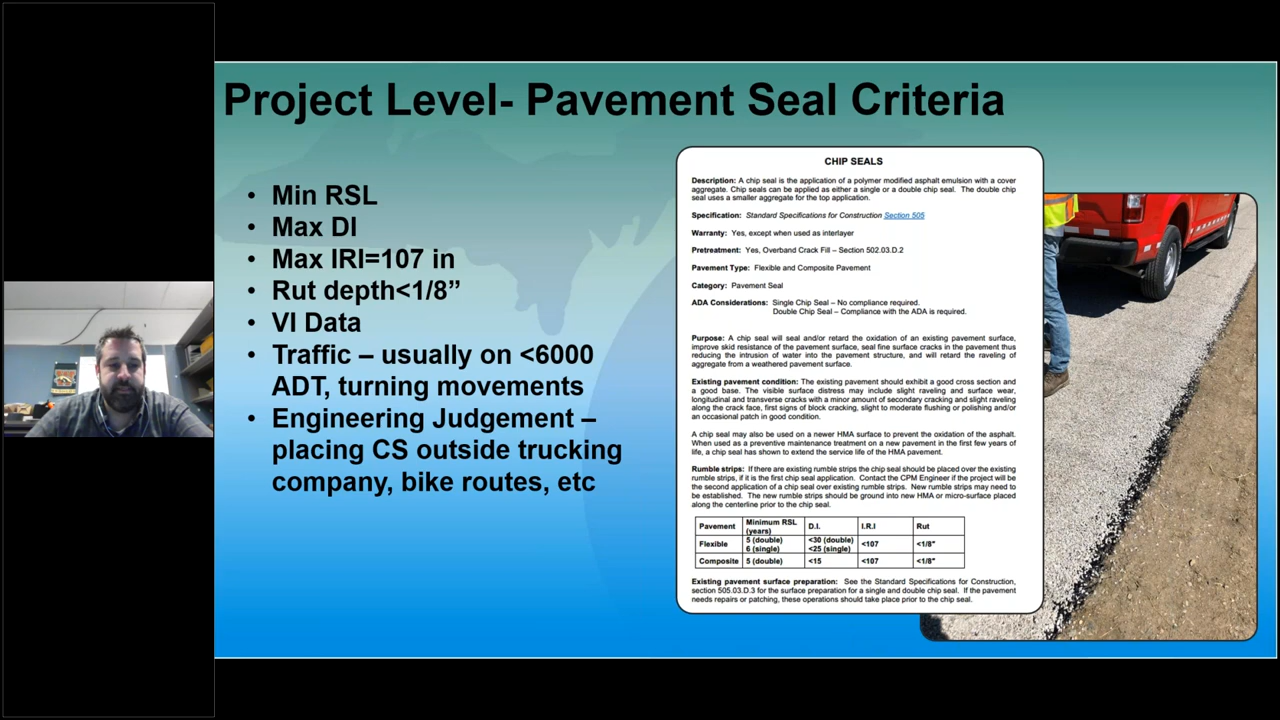 Project Level- Pavement Seal Criteria
• Min RSL
• Max DI
• Max IRI=107 in
• Rut depth<1/8”
• VI Data
• Traffic – usually on <6000
ADT, turning movements
• Engineering Judgement –
placing CS outside trucking
company, bike routes, etc
CHIP SEALS
Description: A chip seal is the application of a polymer modified asphalt emulsion with a cover
aggregate. Chip seals can be applied as either a single or a double chip seal. The double chip
seal uses a smaller aggregate for the top application.
Specification: Standard Specifications for Construction Section 505
Warranty: Yes, except when used as interlayer
Pretreatment: Yes, Overband Crack Fill – Section 502.03.D.2
Pavement Type: Flexible and Composite Pavement
Category: Pavement Seal
ADA Considerations: Single Chip Seal – No compliance required.
Double Chip Seal – Compliance with the ADA is required.
Purpose: A chip seal will seal and/or retard the oxidation of an existing pavement surface,
improve skid resistance of the pavement surface, seal fine surface cracks in the pavement thus
reducing the intrusion of water into the pavement structure, and will retard the raveling of
aggregate from a weathered pavement surface.
Existing pavement condition: The existing pavement should exhibit a good cross section and
a good base. The visible surface distress may include slight raveling and surface wear,
longitudinal and transverse cracks with a minor amount of secondary cracking and slight raveling
along the crack face, first signs of block cracking, slight to moderate flushing or polishing and/or
an occasional patch in good condition.
A chip seal may also be used on a newer HMA surface to prevent the oxidation of the asphalt.
When used as a preventive maintenance treatment on a new pavement in the first few years of
life, a chip seal has shown to extend the service life of the HMA pavement.
Rumble strips: If there are existing rumble strips the chip seal should be placed over the existing
rumble strips, if it is the first chip seal application. Contact the CPM Engineer if the project will be
the second application of a chip seal over existing rumble strips. New rumble strips may need to
be established. The new rumble strips should be ground into new HMA or micro-surface placed
along the centerline prior to the chip seal.
Pavement Minimum RSL (years) D.I. I.R.I Rut
Flexible 5 (double) 6 (single) <30 (double) <25 (single) <107 <1/8"
Composite 5 (double) <15 <107 <1/8"
Existing pavement surface preparation: See the Standard Specifications for Construction,
section 505.03.D.3 for the surface preparation for a single and double chip seal. If the pavement
needs repairs or patching, these operations should take place prior to the chip seal.